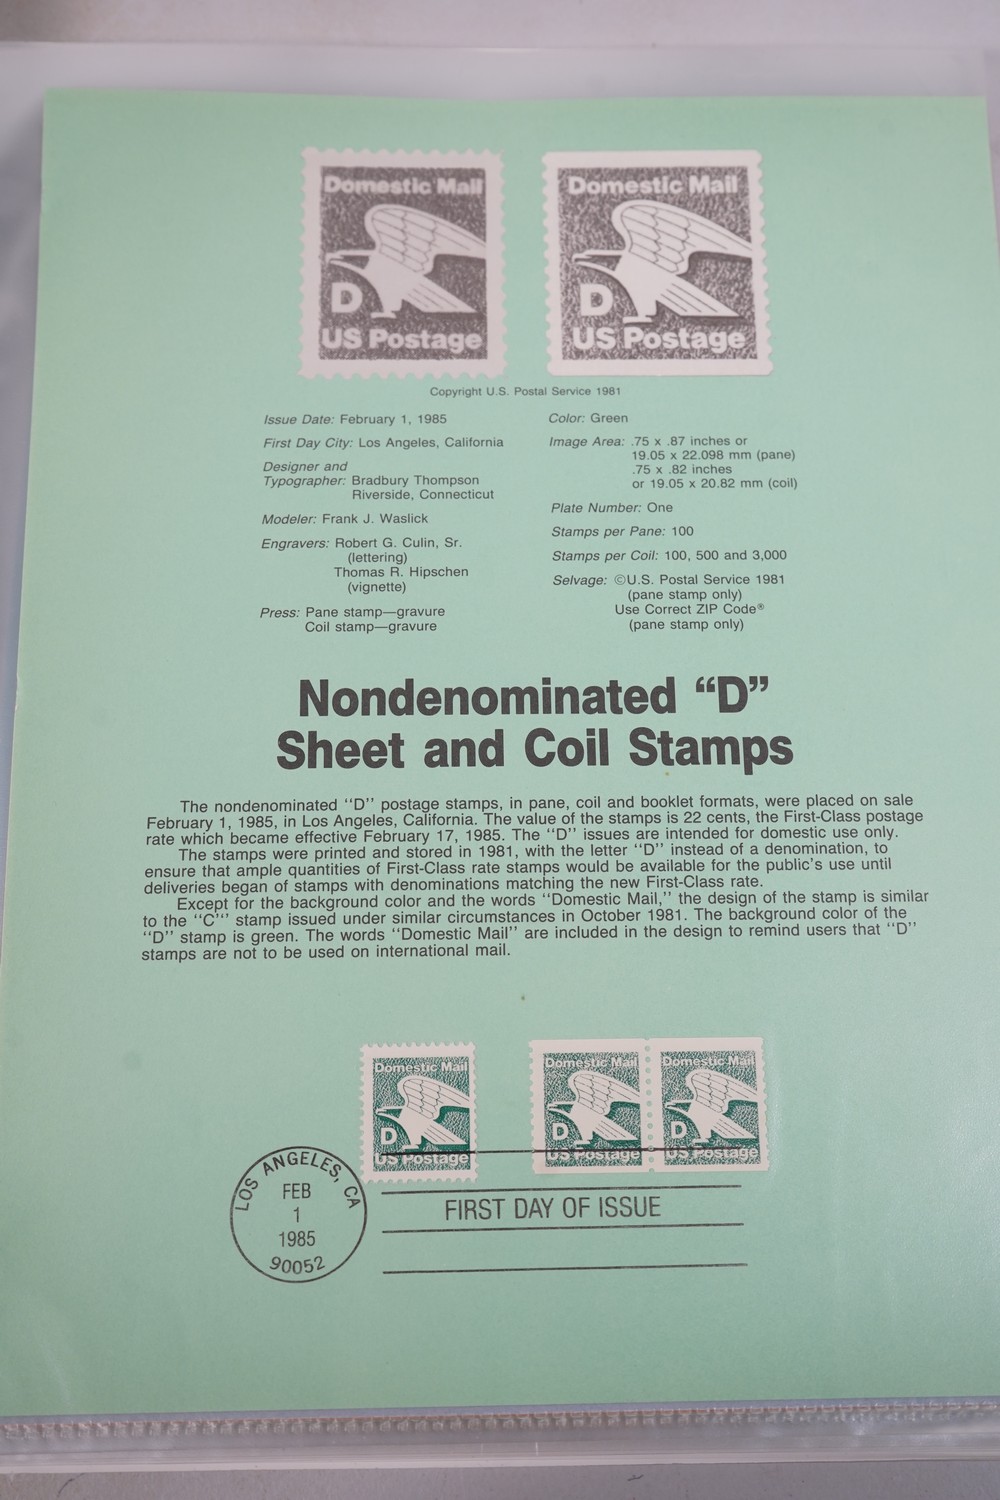 Domestic Mail
D
US Postage
Domestic Mail
D
US Postage
Copyright U.S. Postal Service 1981
Issue Date: February 1, 1985
First Day City: Los Angeles, California
Designer and
Typographer: Bradbury Thompson
Riverside, Connecticut
Modeler: Frank J. Waslick
Engravers: Robert G. Culin, Sr.
(lettering)
Thomas R. Hipschen
(vignette)
Press: Pane stamp—gravure
Coil stamp—gravure
Color: Green
Image Area: .75 x .87 inches or
19.05 x 22.098 mm (pane)
.75 x .82 inches
or 19.05 x 20.82 mm (coil)
Plate Number: One
Stamps per Pane: 100
Stamps per Coil: 100, 500 and 3,000
Selvage: ©U.S. Postal Service 1981
(pane stamp only)
Use Correct ZIP Code®
(pane stamp only)
Nondenominated “D”
Sheet and Coil Stamps
The nondenominated ‘‘D’’ postage stamps, in pane, coil and booklet formats, were placed on sale
February 1, 1985, in Los Angeles, California. The value of the stamps is 22 cents, the First-Class postage
rate which became effective February 17, 1985. The ‘‘D’’ issues are intended for domestic use only.
The stamps were printed and stored in 1981, with the letter ‘‘D’’ instead of a denomination, to
ensure that ample quantities of First-Class rate stamps would be available for the public’s use until
deliveries began of stamps with denominations matching the new First-Class rate.
Except for the background color and the words ‘‘Domestic Mail,’’ the design of the stamp is similar
to the ‘‘C’’’ stamp issued under similar circumstances in October 1981. The background color of the
‘‘D’’ stamp is green. The words ‘‘Domestic Mail’’ are included in the design to remind users that ‘‘D’’
stamps are not to be used on international mail.
Domestic Mail
D
US Postage
Domestic Mail
D
US Postage
Domestic Mail
D
US Postage
LOS ANGELES, CA
FEB
1
1985
90052
FIRST DAY OF ISSUE